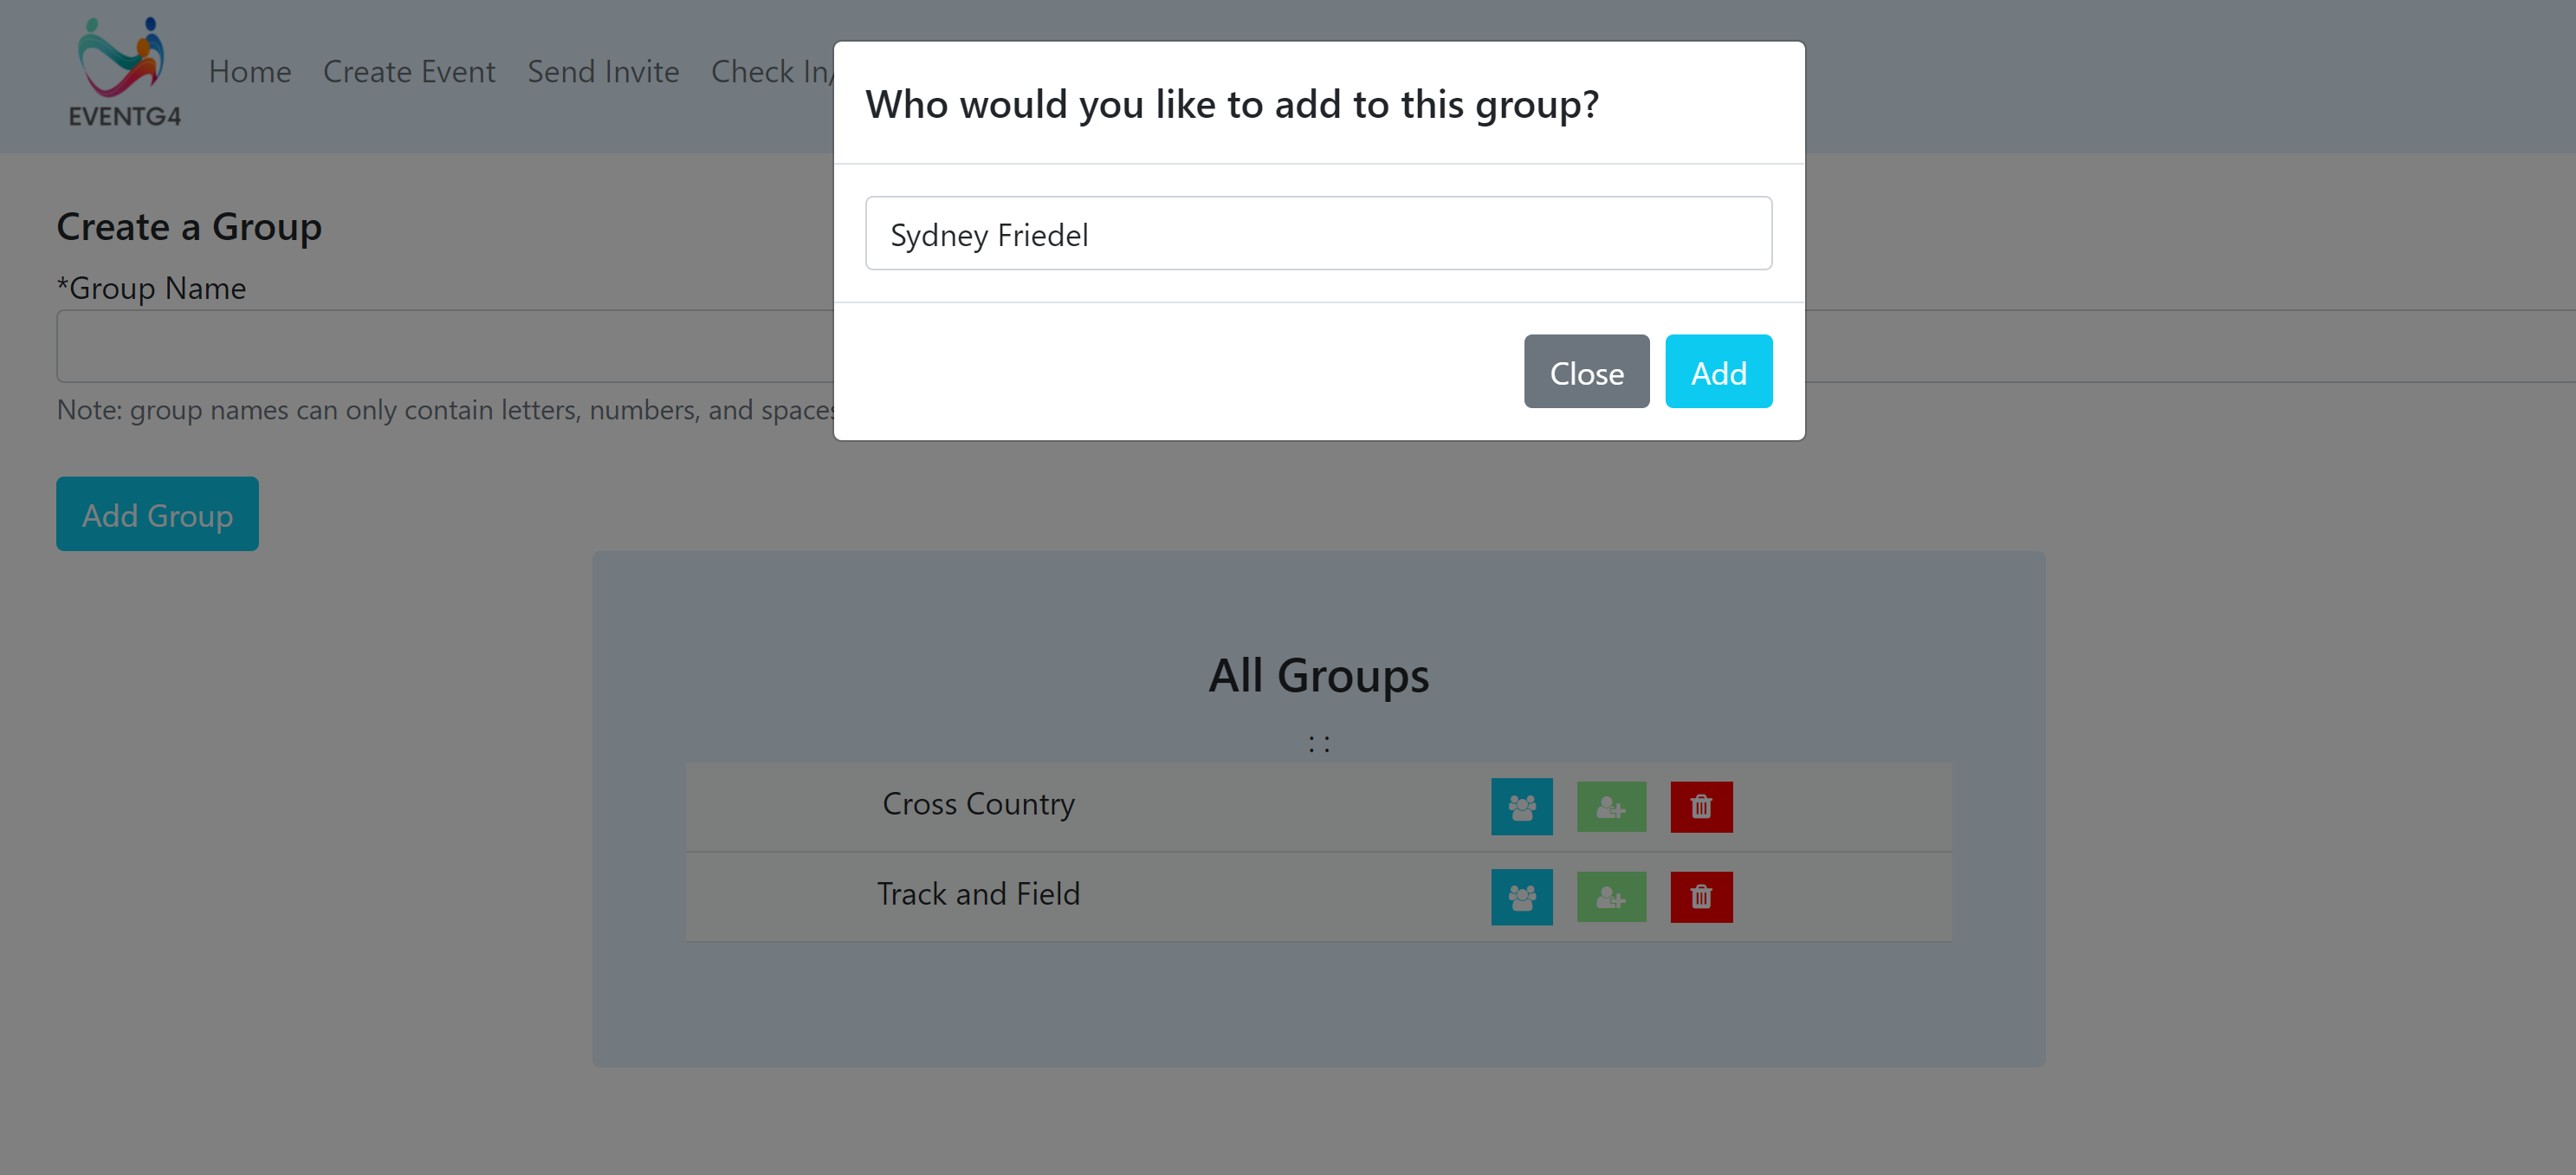 EVENTG4
Home Create Event Send Invite Check In/
Who would you like to add to this group?
Sydney Friedel
Close Add
Create a Group
*Group Name
Note: group names can only contain letters, numbers, and spaces
Add Group
All Groups
: :
Cross Country
Track and Field